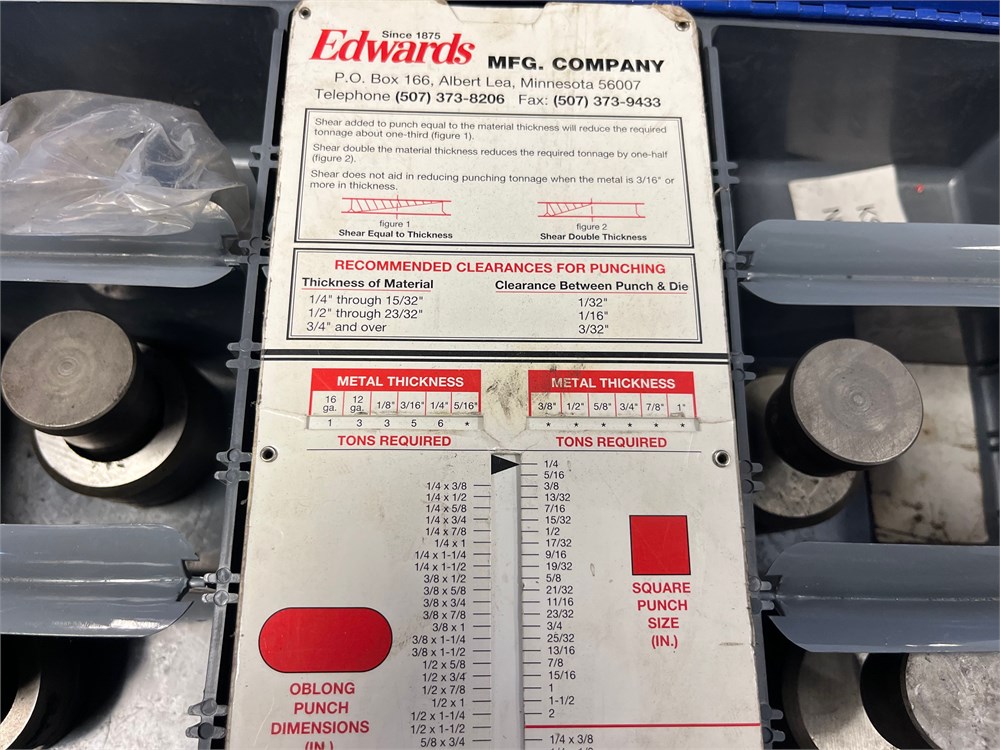 Since 1875
Edwards MFG. COMPANY
P.O. Box 166, Albert Lea, Minnesota 56007
Telephone (507) 373-8206 Fax: (507) 373-9433
Shear added to punch equal to the material thickness will reduce the required
tonnage about one-third (figure 1).
Shear double the material thickness reduces the required tonnage by one-half
(figure 2).
Shear does not aid in reducing punching tonnage when the metal is 3/16" or
more in thickness.
figure 1
Shear Equal to Thickness
figure 2
Shear Double Thickness
RECOMMENDED CLEARANCES FOR PUNCHING
Thickness of Material Clearance Between Punch & Die
1/4" through 15/32" 1/32"
1/2" through 23/32" 1/16"
3/4" and over 3/32"
METAL THICKNESS
16 ga. 12 ga. 1/8" 3/16" 1/4" 5/16"
1 3 3 5 6 *
TONS REQUIRED
METAL THICKNESS
3/8" 1/2" 5/8" 3/4" 7/8" 1"
* * * * * *
TONS REQUIRED
1/4 x 3/8
1/4 x 1/2
1/4 x 5/8
1/4 x 3/4
1/4 x 7/8
1/4 x 1
1/4 x 1-1/4
1/4 x 1-1/2
3/8 x 1/2
3/8 x 5/8
3/8 x 3/4
3/8 x 7/8
3/8 x 1
3/8 x 1-1/4
3/8 x 1-1/2
1/2 x 5/8
1/2 x 3/4
1/2 x 7/8
1/2 x 1
1/2 x 1-1/4
1/2 x 1-1/2
5/8 x 3/4
OBLONG
PUNCH
DIMENSIONS
(IN.)
1/4
5/16
3/8
13/32
7/16
15/32
1/2
17/32
9/16
19/32
5/8
21/32
11/16
23/32
3/4
25/32
13/16
7/8
15/16
1
1-1/2
2
1/4 x 3/8
SQUARE
PUNCH
SIZE
(IN.)